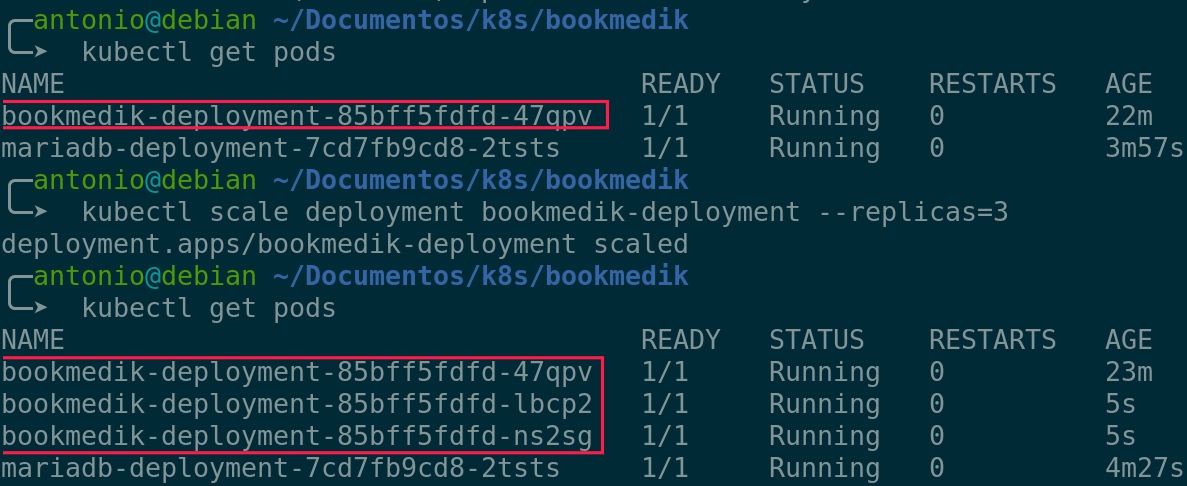 antonio@debian ~/Documentos/k8s/bookmedik
➤ kubectl get pods
NAME READY STATUS RESTARTS AGE
bookmedik-deployment-85bff5fdfd-47qpv 1/1 Running 0 22m
mariadb-deployment-7cd7fb9cd8-2tsts 1/1 Running 0 3m57s
antonio@debian ~/Documentos/k8s/bookmedik
➤ kubectl scale deployment bookmedik-deployment --replicas=3
deployment.apps/bookmedik-deployment scaled
antonio@debian ~/Documentos/k8s/bookmedik
➤ kubectl get pods
NAME READY STATUS RESTARTS AGE
bookmedik-deployment-85bff5fdfd-47qpv 1/1 Running 0 23m
bookmedik-deployment-85bff5fdfd-lbcp2 1/1 Running 0 5s
bookmedik-deployment-85bff5fdfd-ns2sg 1/1 Running 0 5s
mariadb-deployment-7cd7fb9cd8-2tsts 1/1 Running 0 4m27s